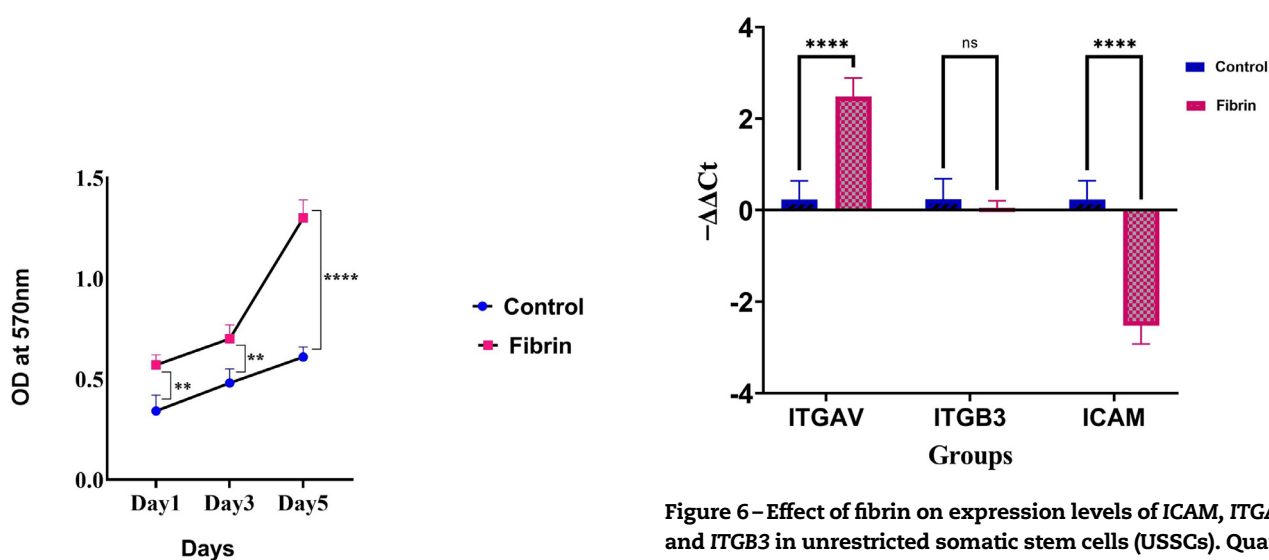 1.5
1.0
0.5
0.0
OD at 570nm
**
**
****
Day1 Day3 Day5
Days
Control
Fibrin
4
2
0
-2
-4
−ΔΔCt
**** ns ****
Control
Fibrin
ITGAV ITGB3 ICAM
Groups
Figure 6 – Effect of fibrin on expression levels of ICAM,
and ITGB3 in unrestricted somatic stem cells (USSCs).